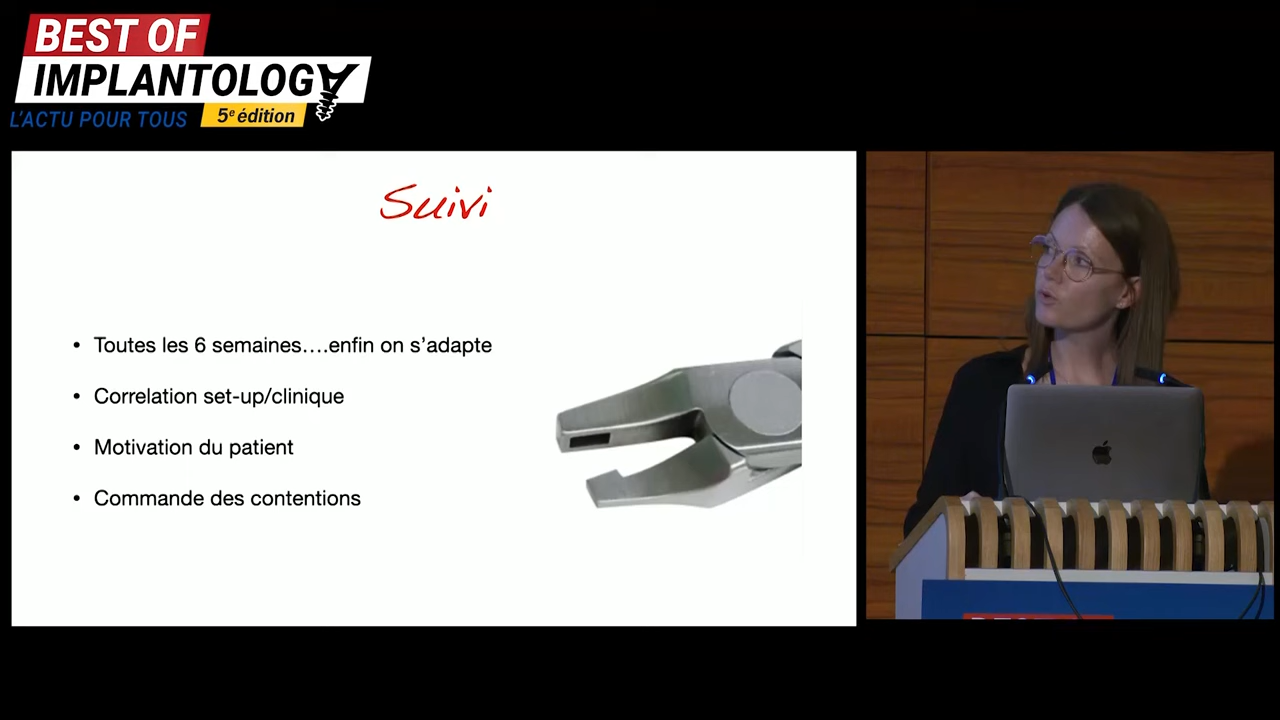 BEST OF
IMPLANTOLOGY
L'ACTU POUR TOUS
5e édition
Suivi
• Toutes les 6 semaines….enfin on s’adapte
• Correlation set-up/clinique
• Motivation du patient
• Commande des contentions